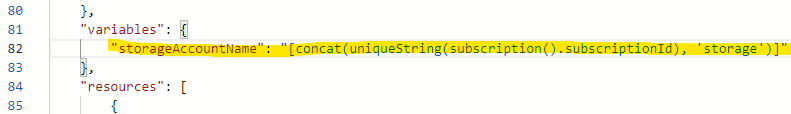 80 },
81 "variables": {
82 "storageAccountName": "[concat(uniqueString(subscription().subscriptionId), 'storage')]"
83 },
84 "resources": [
85 {